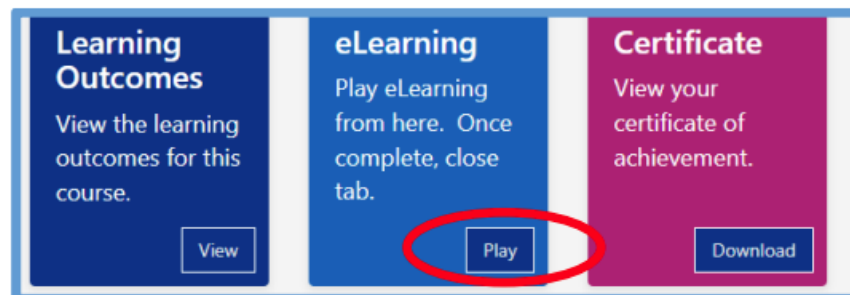 Learning
Outcomes
View the learning
outcomes for this
course.
View
eLearning
Play eLearning
from here.  Once
complete, close
tab.
Play
Certificate
View your
certificate of
achievement.
Download